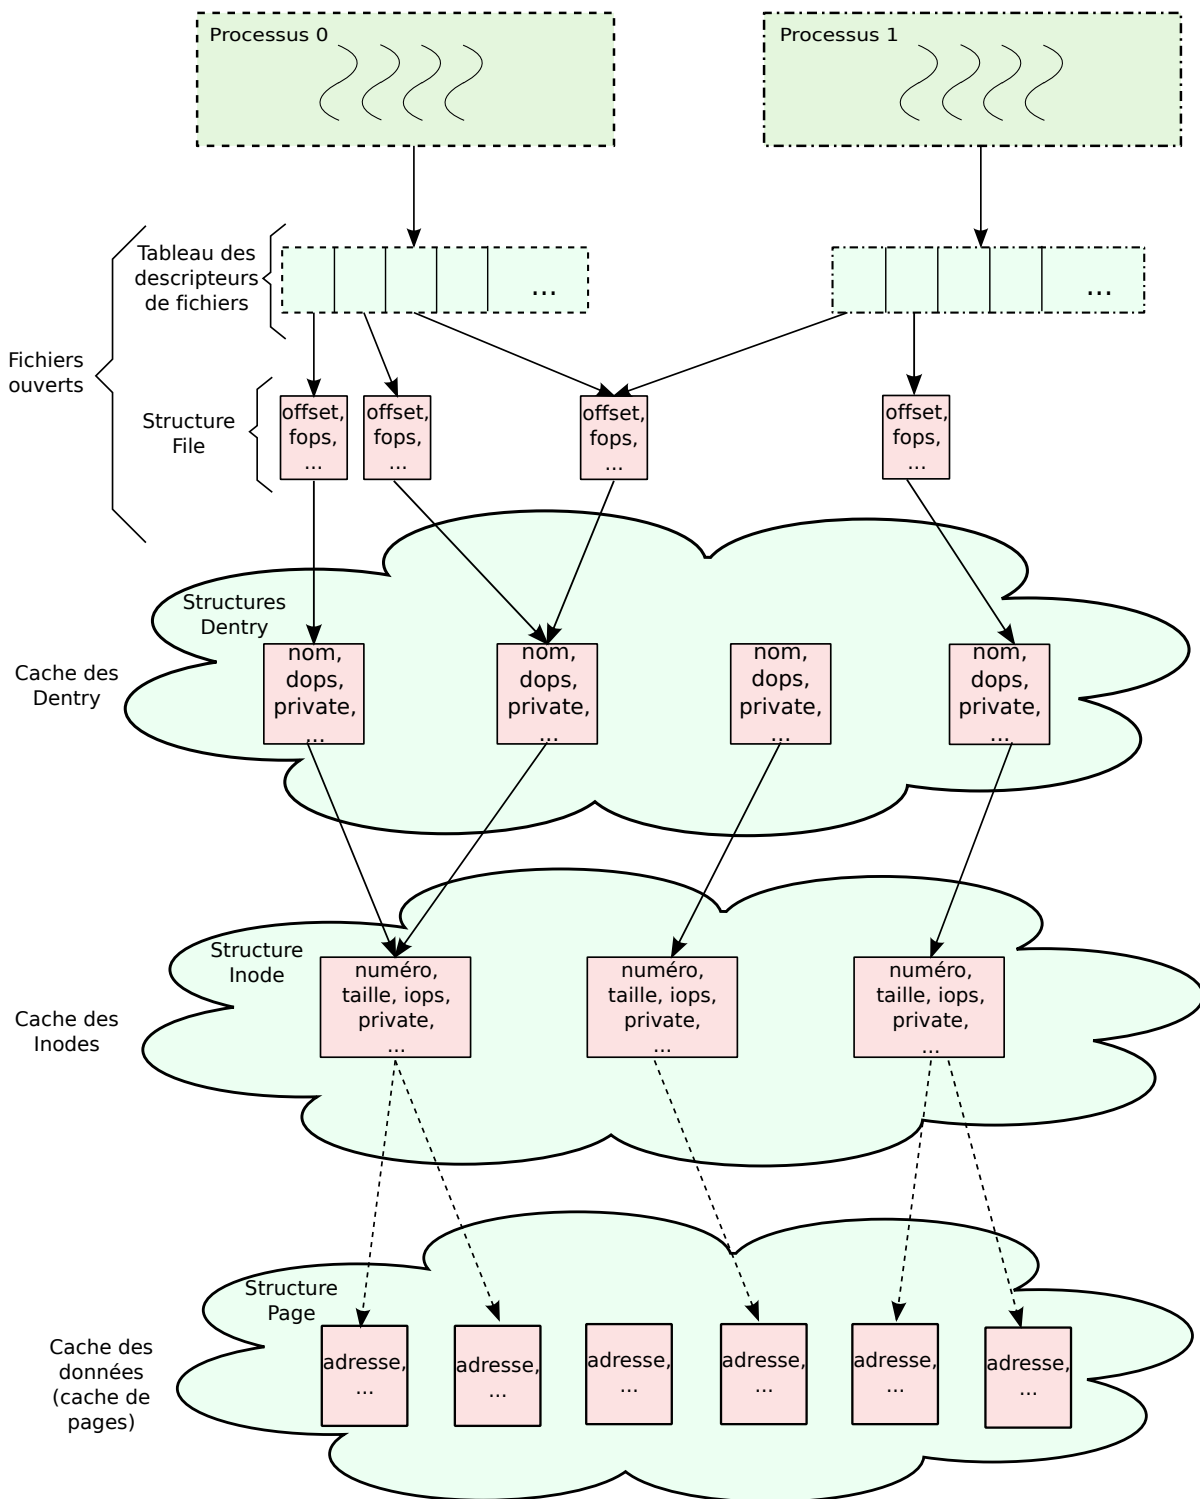 Processus 0
Processus 1
Tableau des
descripteurs
de fichiers
...
...
Fichiers
ouverts
Structure
File
offset,
fops,
...
offset,
fops,
...
offset,
fops,
...
offset,
fops,
...
Structures
Dentry
Cache des
Dentry
nom,
dops,
private,
...
nom,
dops,
private,
...
nom,
dops,
private,
...
nom,
dops,
private,
...
Structure
Inode
Cache des
Inodes
numéro,
taille, iops,
private,
...
numéro,
taille, iops,
private,
...
numéro,
taille, iops,
private,
...
Structure
Page
Cache des
données
(cache de
pages)
adresse,
...
adresse,
...
adresse,
...
adresse,
...
adresse,
...
adresse,
...